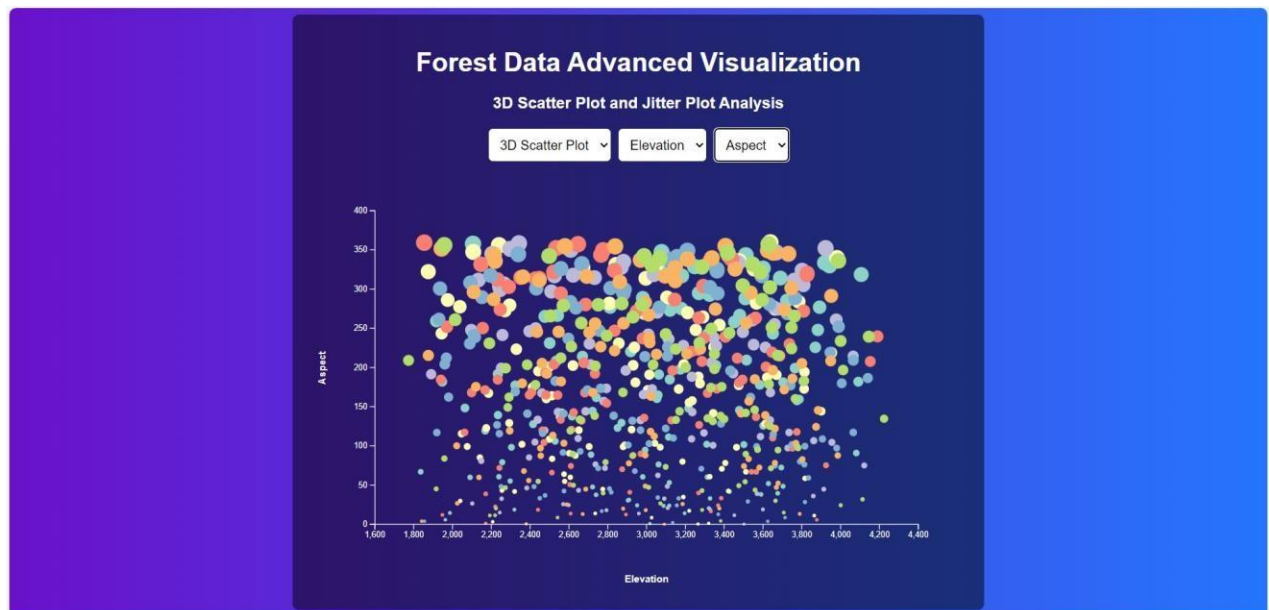 Forest Data Advanced Visualization
3D Scatter Plot and Jitter Plot Analysis
3D Scatter Plot Elevation Aspect
400
350
300
250
200
150
100
50
0
Aspect
1,600 1,800 2,000 2,200 2,400 2,600 2,800 3,000 3,200 3,400 3,600 3,800 4,000 4,200 4,400
Elevation